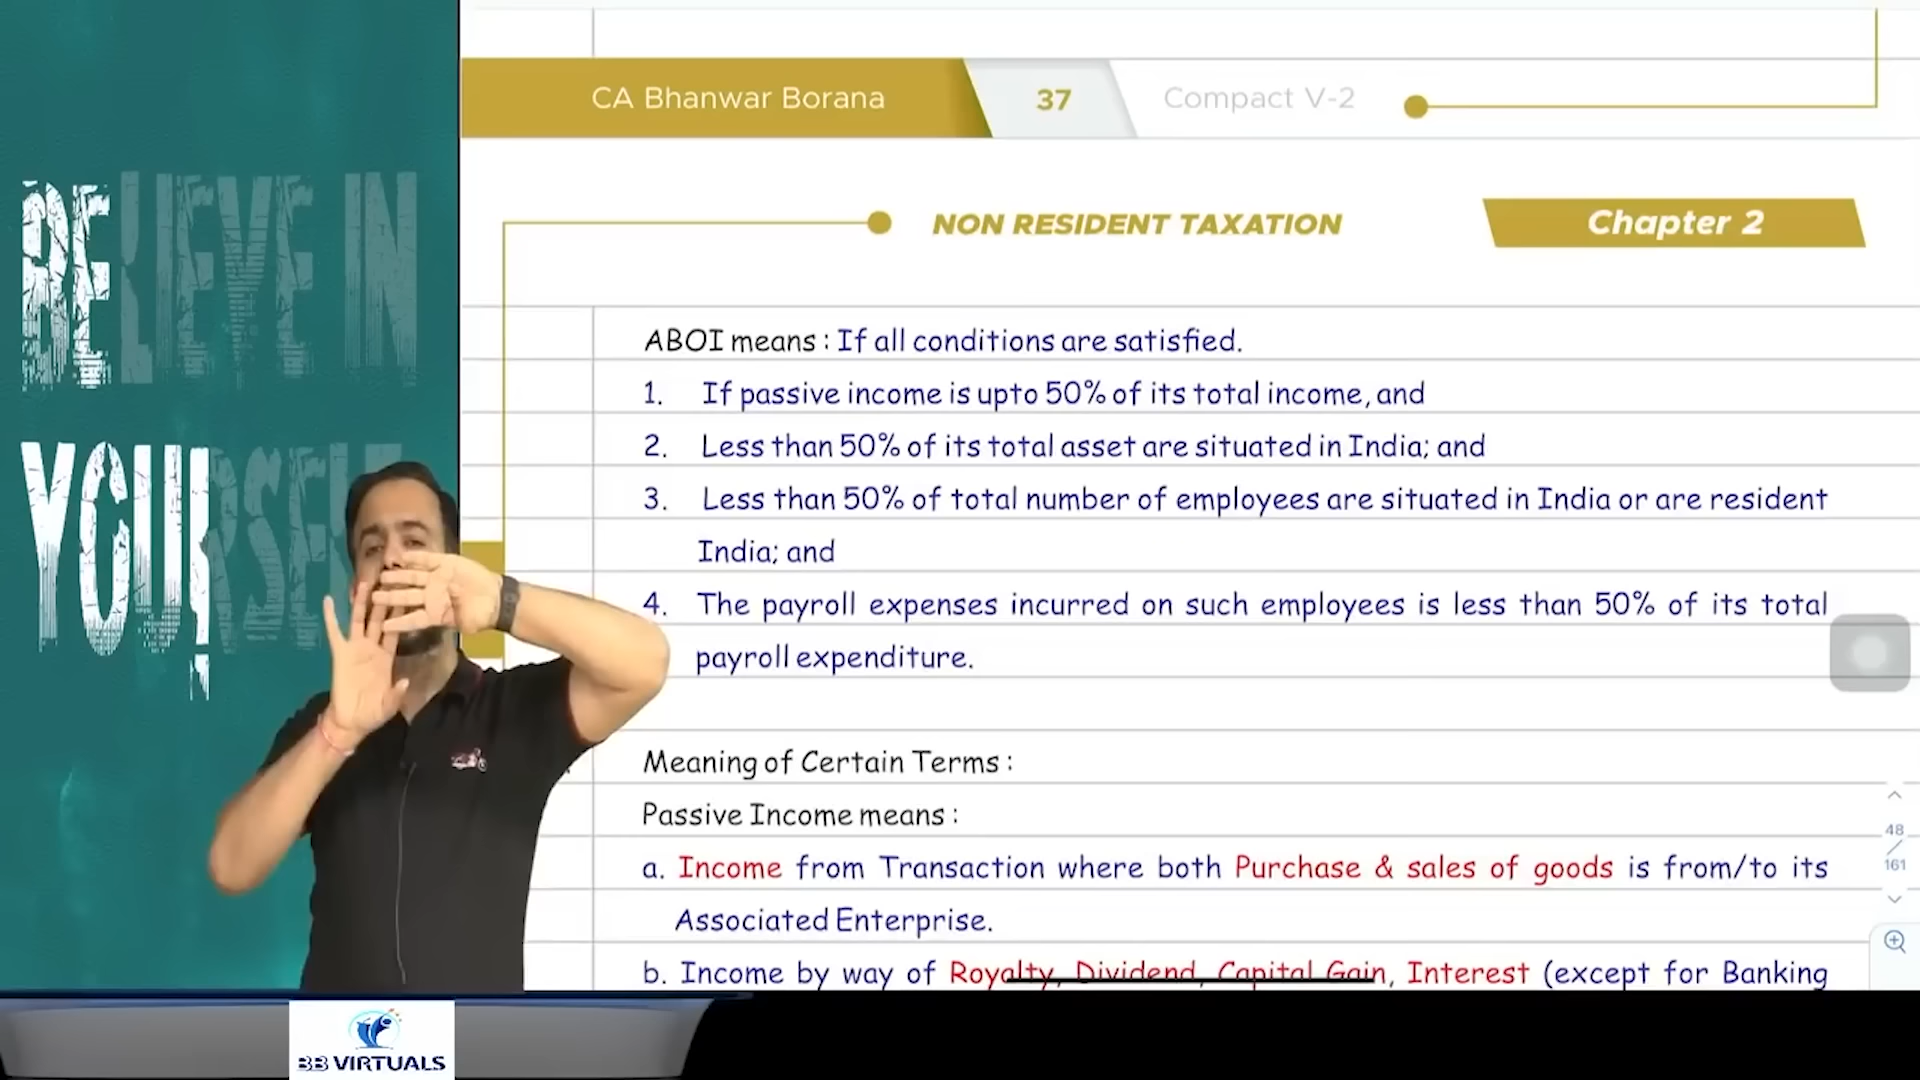 BELIEVE IN
YOURSELF
CA Bhanwar Borana
37
Compact V-2
NON RESIDENT TAXATION
Chapter 2
ABOI means : If all conditions are satisfied.
1. If passive income is upto 50% of its total income, and
2. Less than 50% of its total asset are situated in India; and
3. Less than 50% of total number of employees are situated in India or are resident
India; and
4. The payroll expenses incurred on such employees is less than 50% of its total
payroll expenditure.
Meaning of Certain Terms :
Passive Income means :
a. Income from Transaction where both Purchase & sales of goods is from/to its
Associated Enterprise.
b. Income by way of Royalty, Dividend, Capital Gain, Interest (except for Banking
48
/
161
BB VIRTUALS